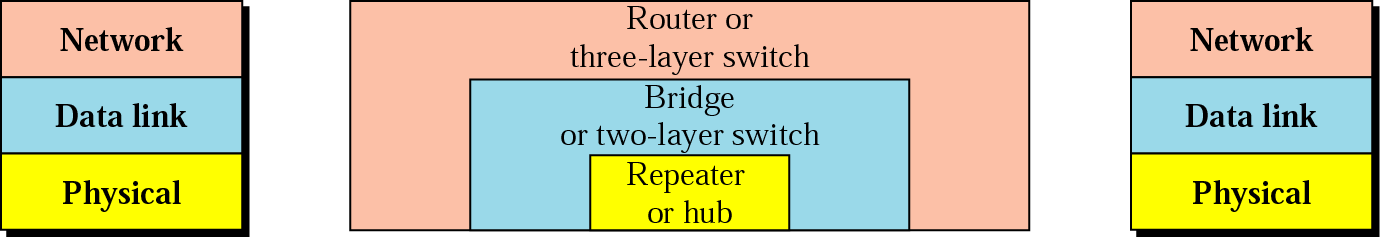 Network
Data link
Physical
Router or
three-layer switch
Bridge
or two-layer switch
Repeater
or hub
Network
Data link
Physical